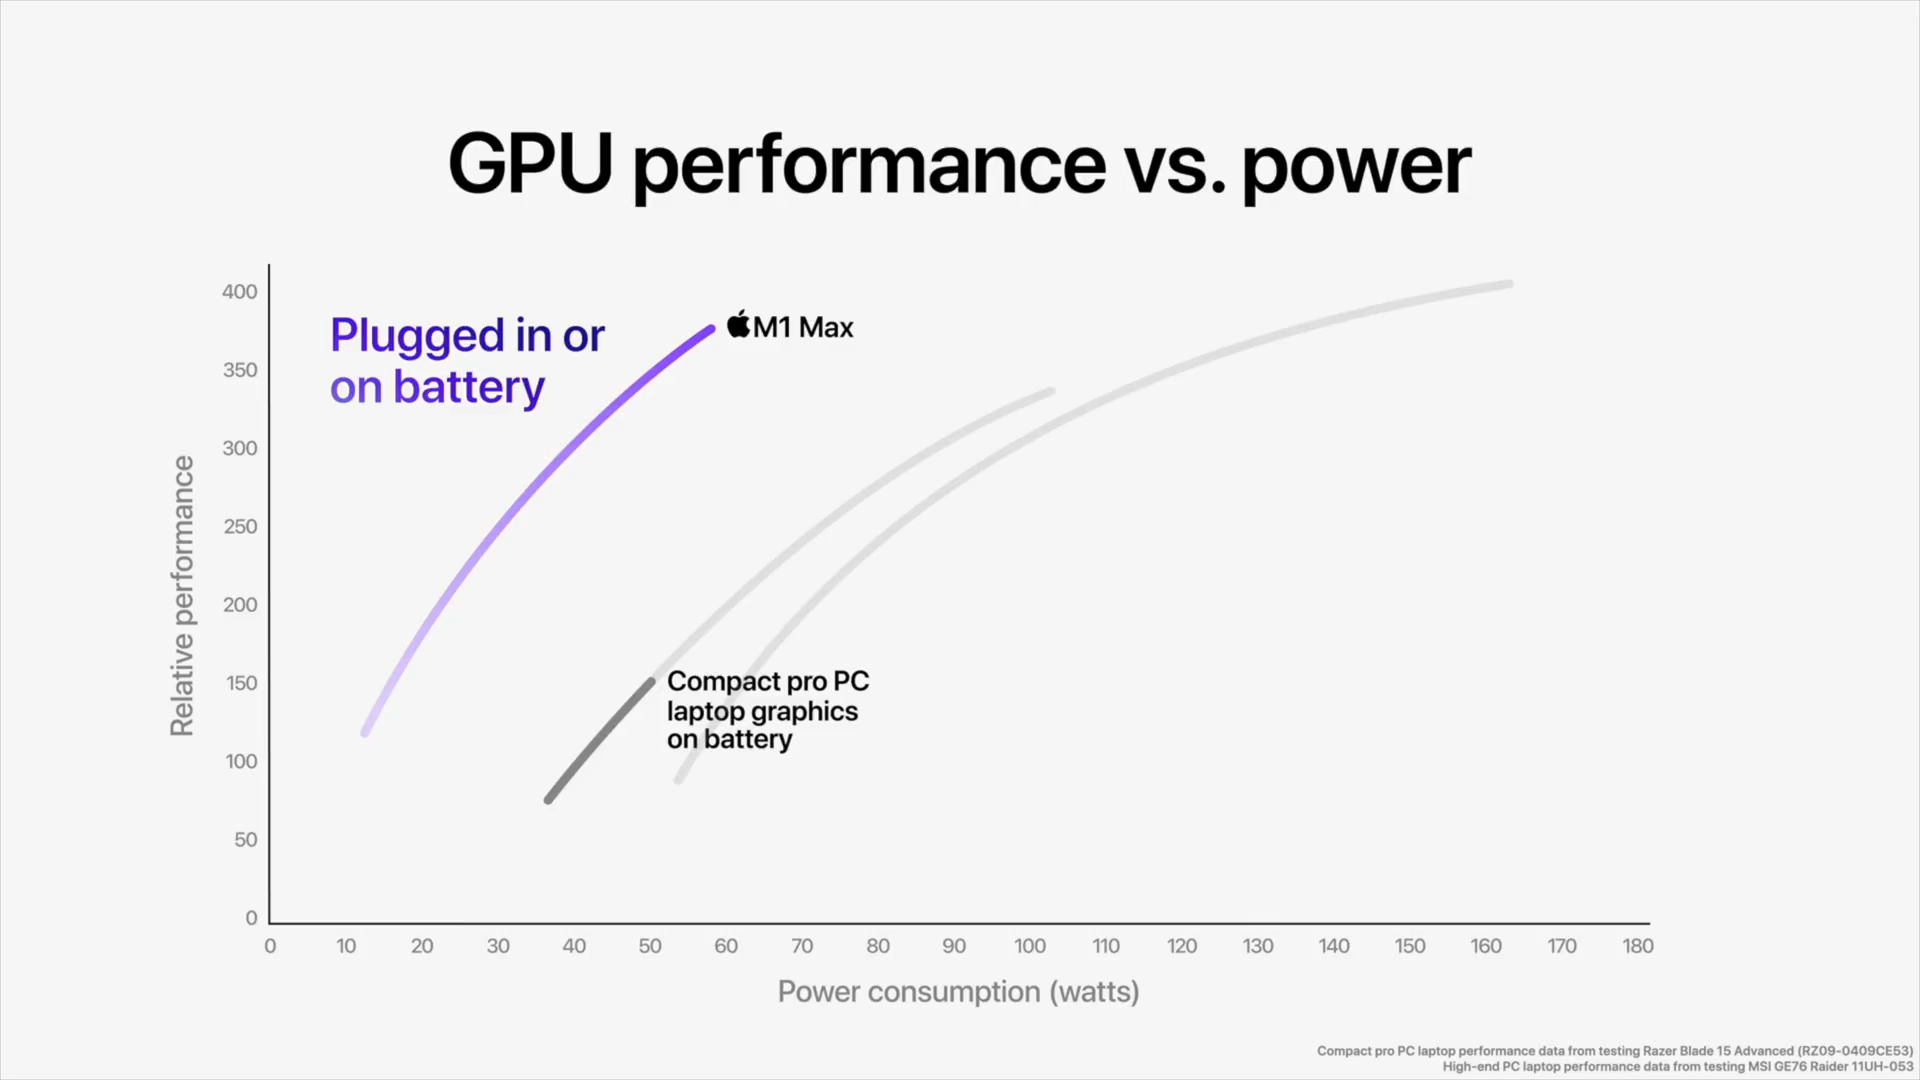 GPU performance vs. power
Plugged in or
on battery
M1 Max
Compact pro PC
laptop graphics
on battery
Relative performance
400
350
300
250
200
150
100
50
0
0 10 20 30 40 50 60 70 80 90 100 110 120 130 140 150 160 170 180
Power consumption (watts)
Compact pro PC laptop performance data from testing Razer Blade 15 Advanced (RZ09-0409CE53)
High-end PC laptop performance data from testing MSI GE76 Raider 11UH-053